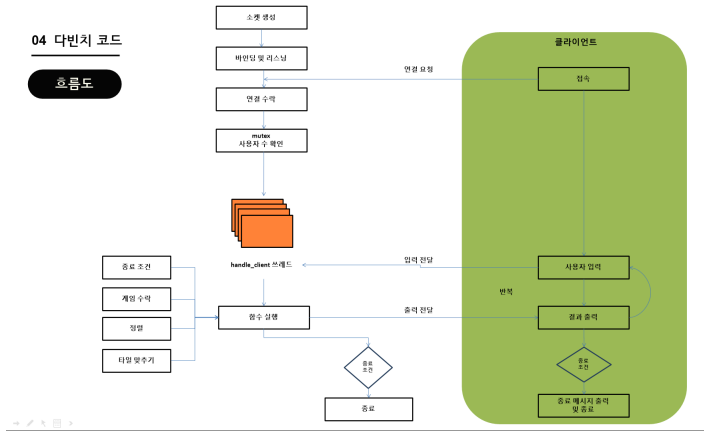 04 다빈치 코드
흐름도
소켓 생성
바인딩 및 리스닝
연결 수락
mutex
사용자 수 확인
handle_client 쓰레드
종료 조건
게임 수락
정렬
타일 맞추기
함수 실행
종료
조건
종료
연결 요청
입력 전달
출력 전달
클라이언트
접속
사용자 입력
반복
결과 출력
종료
조건
종료 메시지 출력
및 종료